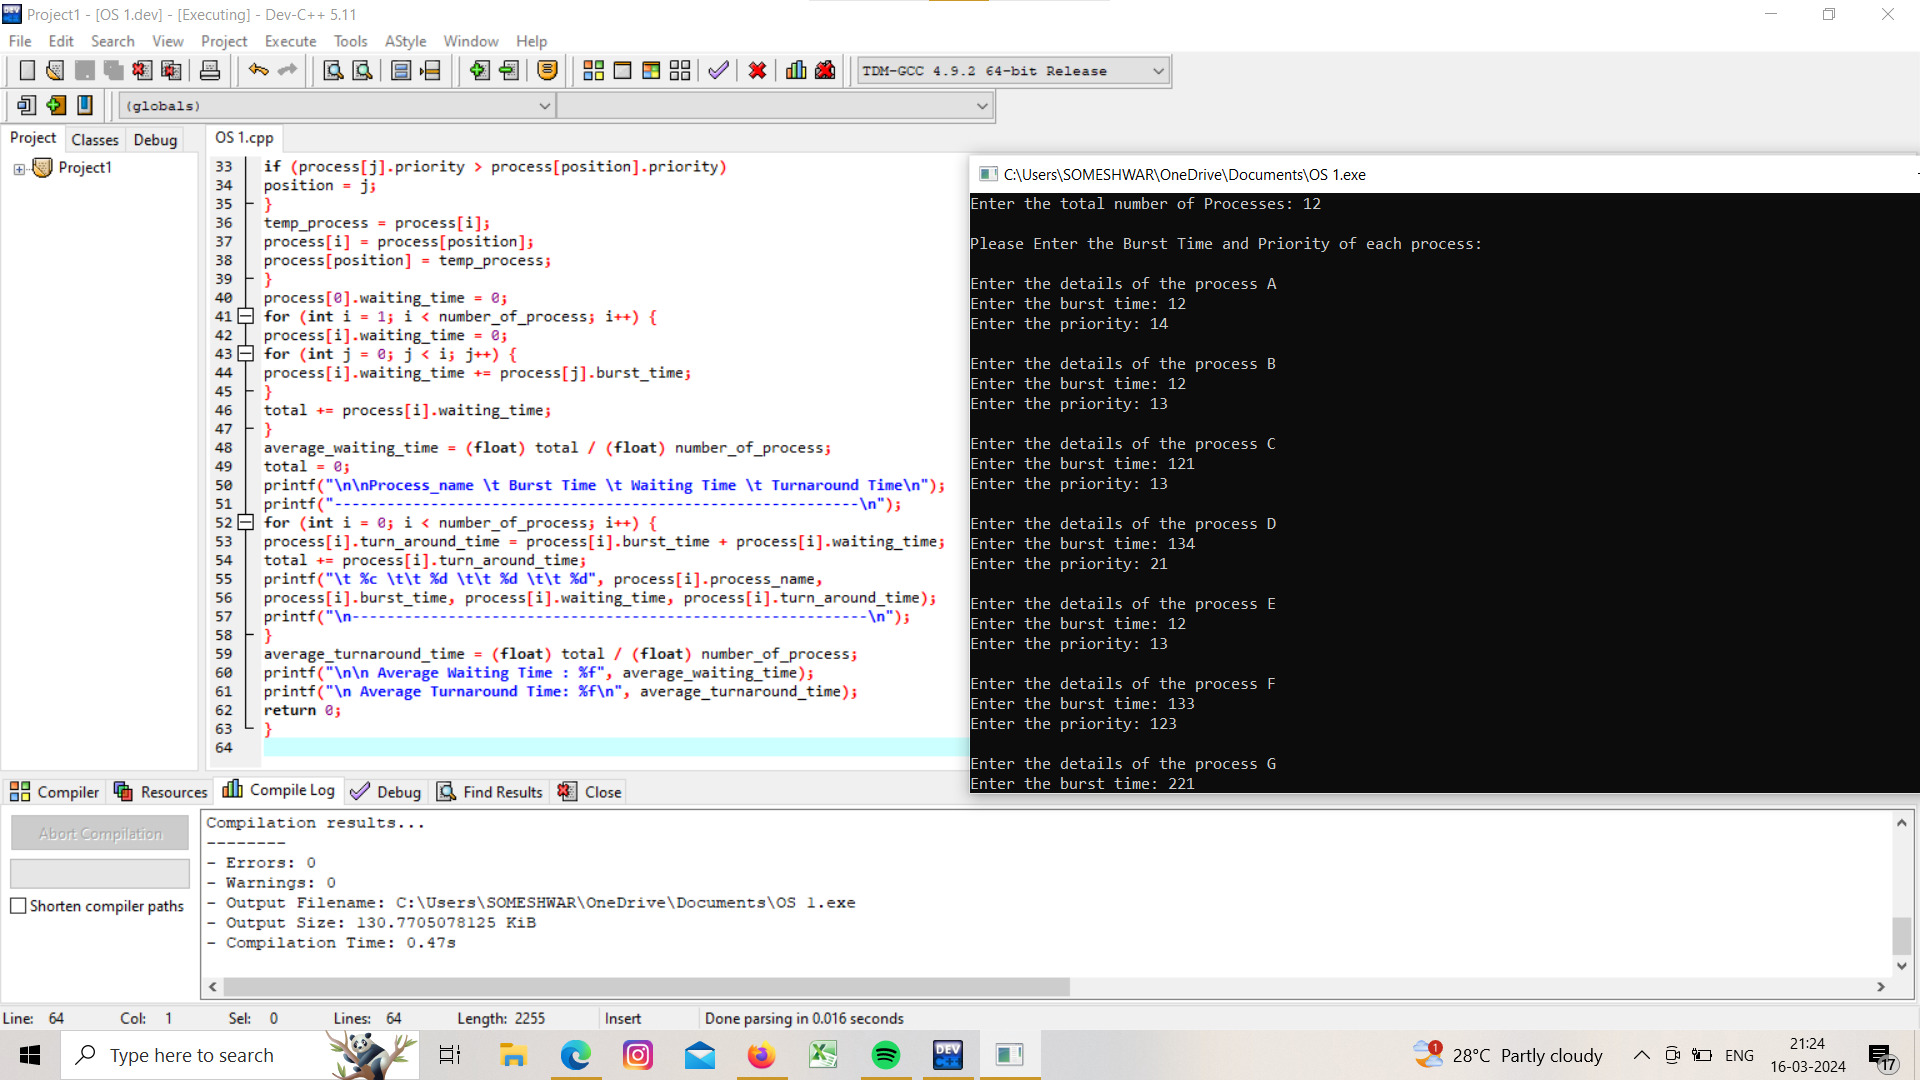 Project1 - [OS 1.dev] - [Executing] - Dev-C++ 5.11
File Edit Search View Project Execute Tools AStyle Window Help
TDM-GCC 4.9.2 64-bit Release
(globals)
Project Classes Debug
Project1
OS 1.cpp
33 if (process[j].priority > process[position].priority)
34 position = j;
35 }
36 temp_process = process[i];
37 process[i] = process[position];
38 process[position] = temp_process;
39 }
40 process[0].waiting_time = 0;
41 for (int i = 1; i < number_of_process; i++) {
42 process[i].waiting_time = 0;
43 for (int j = 0; j < i; j++) {
44 process[i].waiting_time += process[j].burst_time;
45 }
46 total += process[i].waiting_time;
47 }
48 average_waiting_time = (float) total / (float) number_of_process;
49 total = 0;
50 printf("\n\nProcess_name \t Burst Time \t Waiting Time \t Turnaround Time\n");
51 printf("------------------------------------------------------------\n");
52 for (int i = 0; i < number_of_process; i++) {
53 process[i].turn_around_time = process[i].burst_time + process[i].waiting_time;
54 total += process[i].turn_around_time;
55 printf("\t %c \t\t %d \t\t %d \t\t %d", process[i].process_name,
56 process[i].burst_time, process[i].waiting_time, process[i].turn_around_time);
57 printf("\n-----------------------------------------------------------\n");
58 }
59 average_turnaround_time = (float) total / (float) number_of_process;
60 printf("\n\n Average Waiting Time : %f", average_waiting_time);
61 printf("\n Average Turnaround Time: %f\n", average_turnaround_time);
62 return 0;
63 }
64
C:\Users\SOMESHWAR\OneDrive\Documents\OS 1.exe
Enter the total number of Processes: 12
Please Enter the Burst Time and Priority of each process:
Enter the details of the process A
Enter the burst time: 12
Enter the priority: 14
Enter the details of the process B
Enter the burst time: 12
Enter the priority: 13
Enter the details of the process C
Enter the burst time: 121
Enter the priority: 13
Enter the details of the process D
Enter the burst time: 134
Enter the priority: 21
Enter the details of the process E
Enter the burst time: 12
Enter the priority: 13
Enter the details of the process F
Enter the burst time: 133
Enter the priority: 123
Enter the details of the process G
Enter the burst time: 221
Compiler Resources Compile Log Debug Find Results Close
Abort Compilation
Shorten compiler paths
Compilation results...
--------
- Errors: 0
- Warnings: 0
- Output Filename: C:\Users\SOMESHWAR\OneDrive\Documents\OS 1.exe
- Output Size: 130.7705078125 KiB
- Compilation Time: 0.47s
Line: 64 Col: 1 Sel: 0 Lines: 64 Length: 2255 Insert Done parsing in 0.016 seconds
Type here to search
DEV C++
1
28°C Partly cloudy
ENG
21:24
16-03-2024
17